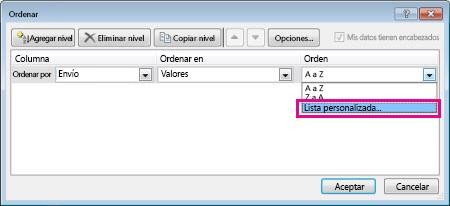 Ordenar
Agregar nivel Eliminar nivel Copiar nivel Opciones... Mis datos tienen encabezados
Columna Ordenar en Orden
Ordenar por Envío Valores A a Z
A a Z
Z a A
Lista personalizada...
Aceptar Cancelar